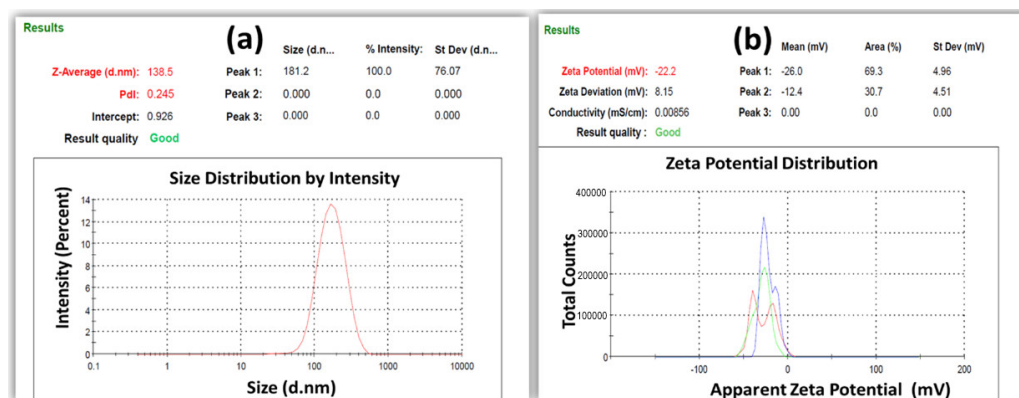 Results
(a)
Size (d.n... % Intensity: St Dev (d.n...
Z-Average (d.nm): 138.5 Peak 1: 181.2 100.0 76.07
PdI: 0.245 Peak 2: 0.000 0.0 0.000
Intercept: 0.926 Peak 3: 0.000 0.0 0.000
Result quality Good
Size Distribution by Intensity
Intensity (Percent)
14
12
10
8
6
4
2
0
0.1 1 10 100 1000 10000
Size (d.nm)
Results
(b)
Mean (mV) Area (%) St Dev (mV)
Zeta Potential (mV): -22.2 Peak 1: -26.0 69.3 4.96
Zeta Deviation (mV): 8.15 Peak 2: -12.4 30.7 4.51
Conductivity (mS/cm): 0.00856 Peak 3: 0.00 0.0 0.00
Result quality : Good
Zeta Potential Distribution
Total Counts
400000
300000
200000
100000
0
-100 0 100 200
Apparent Zeta Potential (mV)